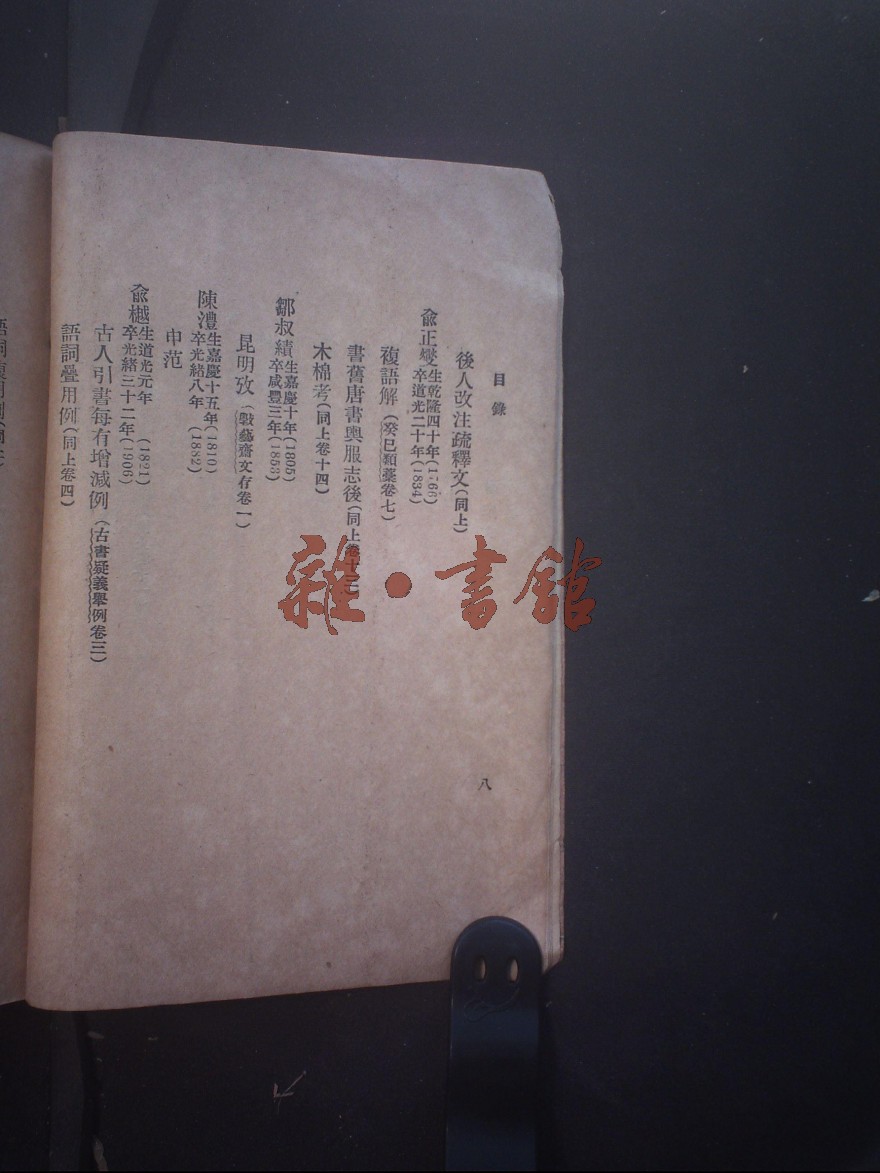 目錄
後人改注疏釋文(同上)
俞正燮生乾隆四十年(1766)
卒道光二十年(1834)
複語解(癸巳類藁卷七)
書舊唐書輿服志後(同上卷十三)
木棉考(同上卷十四)
鄒叔績生嘉慶十年(1805)
卒咸豐三年(1853)
昆明攷(斅藝齋文存卷一)
陳澧生嘉慶十五年(1810)
卒光緒八年(1882)
申范
俞樾生道光元年(1821)
卒光緒三十二年(1906)
古人引書每有增減例(古書疑義舉例卷三)
語詞疊用例(同上卷四)
八
雜·書館